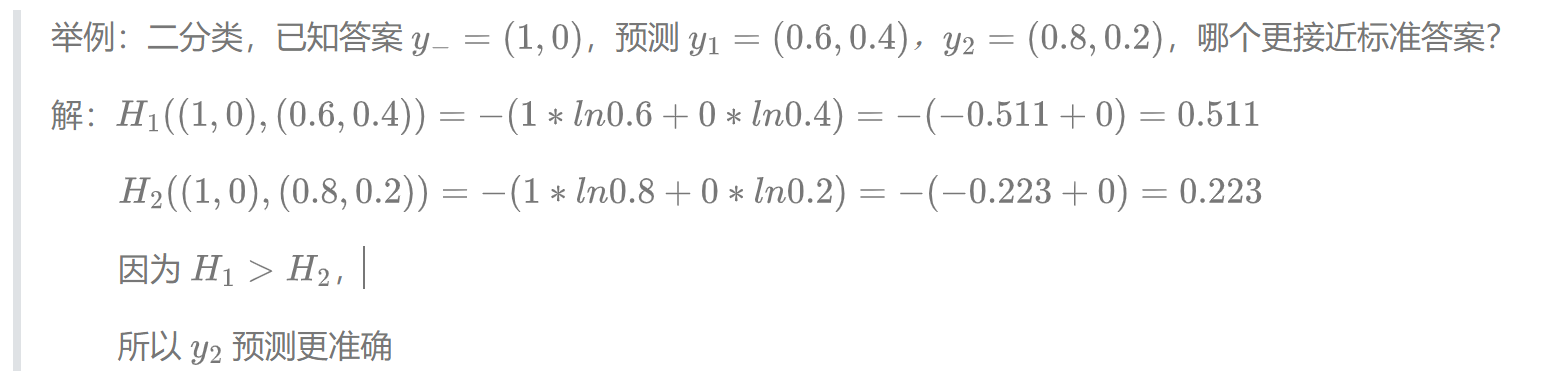 举例：二分类，已知答案 y₋ = (1, 0)，预测 y₁ = (0.6, 0.4)，y₂ = (0.8, 0.2)，哪个更接近标准答案？
解：H₁((1, 0), (0.6, 0.4)) = −(1 ∗ ln0.6 + 0 ∗ ln0.4) = −(−0.511 + 0) = 0.511
H₂((1, 0), (0.8, 0.2)) = −(1 ∗ ln0.8 + 0 ∗ ln0.2) = −(−0.223 + 0) = 0.223
因为 H₁ > H₂，
所以 y₂ 预测更准确